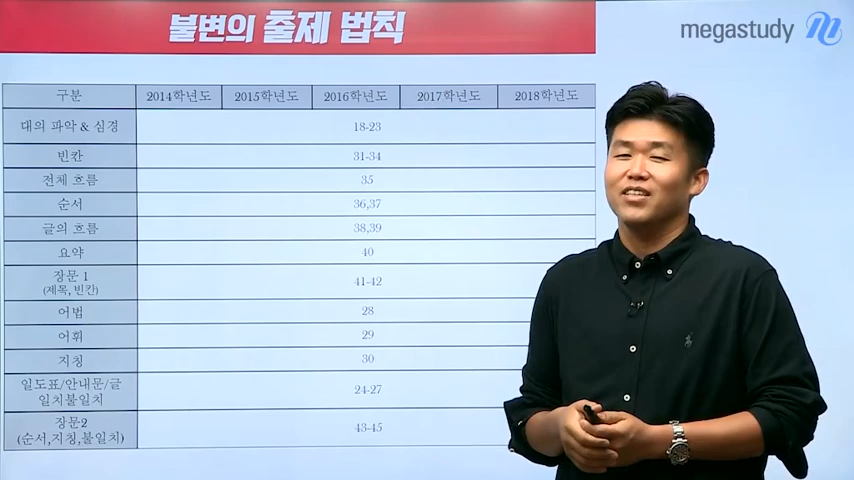 불변의 출제 법칙
megastudy
구분 2014학년도 2015학년도 2016학년도 2017학년도 2018학년도
대의 파악 & 심경 18-23
빈칸 31-34
전체 흐름 35
순서 36,37
글의 흐름 38,39
요약 40
장문 1
(제목, 빈칸) 41-42
어법 28
어휘 29
지칭 30
일도표/안내문/글
일치불일치 24-27
장문2
(순서,지칭,불일치) 43-45